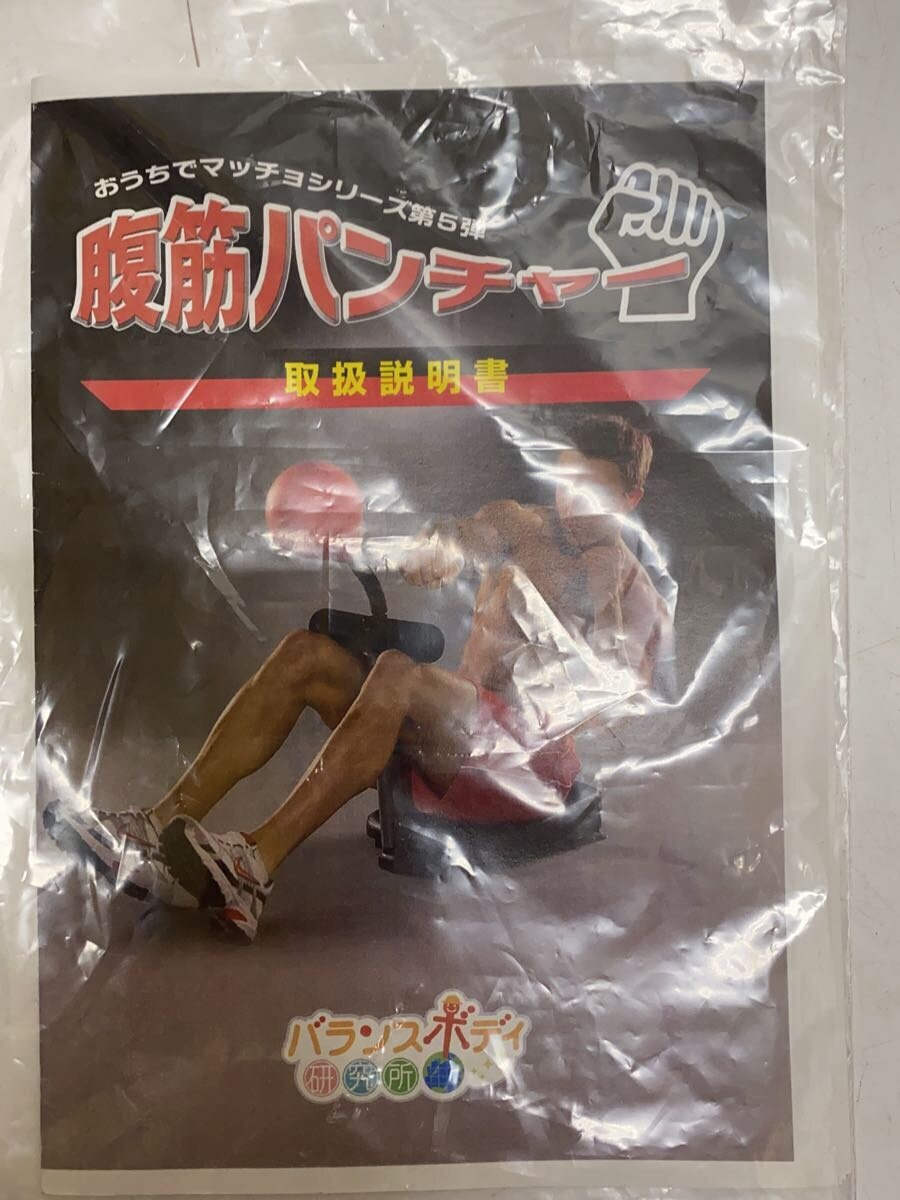 おうちでマッチョシリーズ第5弾
腹筋パンチャー
取扱説明書
バランスボディ
研究所